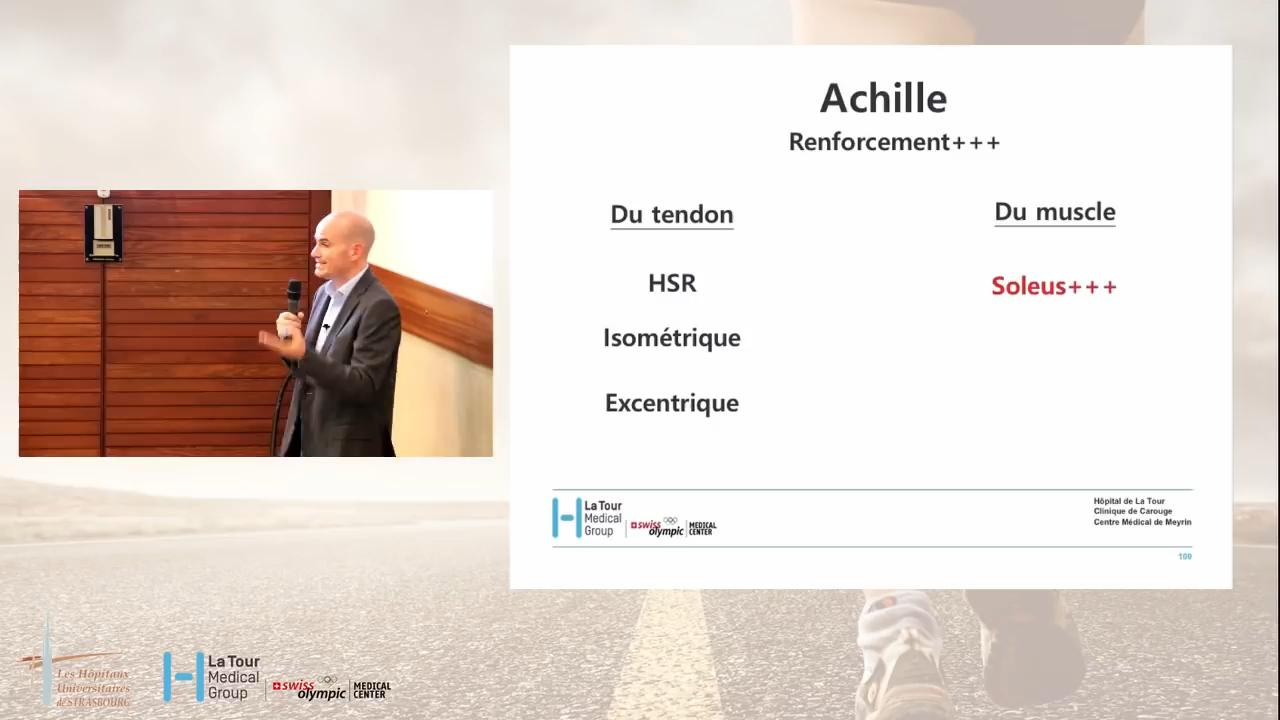 Achille
Renforcement+++
Du tendon
Du muscle
HSR
Soleus+++
Isométrique
Excentrique
La Tour
Medical
Group
swiss
olympic
MEDICAL
CENTER
Hôpital de La Tour
Clinique de Carouge
Centre Médical de Meyrin
100
Les Hôpitaux
Universitaires
de STRASBOURG
La Tour
Medical
Group
swiss
olympic
MEDICAL
CENTER